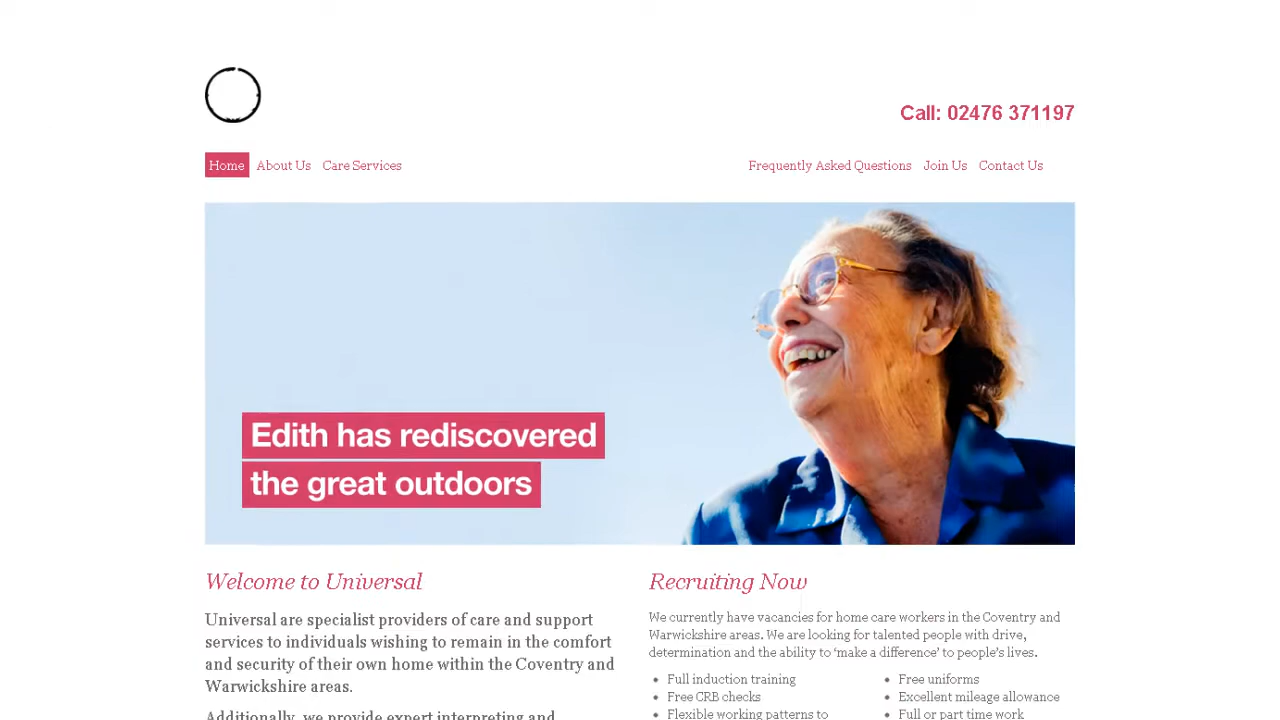 Call: 02476 371197
Home About Us Care Services Frequently Asked Questions Join Us Contact Us
Edith has rediscovered
the great outdoors
Welcome to Universal
Universal are specialist providers of care and support
services to individuals wishing to remain in the comfort
and security of their own home within the Coventry and
Warwickshire areas.
Additionally, we provide expert interpreting and
Recruiting Now
We currently have vacancies for home care workers in the Coventry and
Warwickshire areas. We are looking for talented people with drive,
determination and the ability to ‘make a difference’ to people’s lives.
• Full induction training
• Free CRB checks
• Flexible working patterns to
• Free uniforms
• Excellent mileage allowance
• Full or part time work